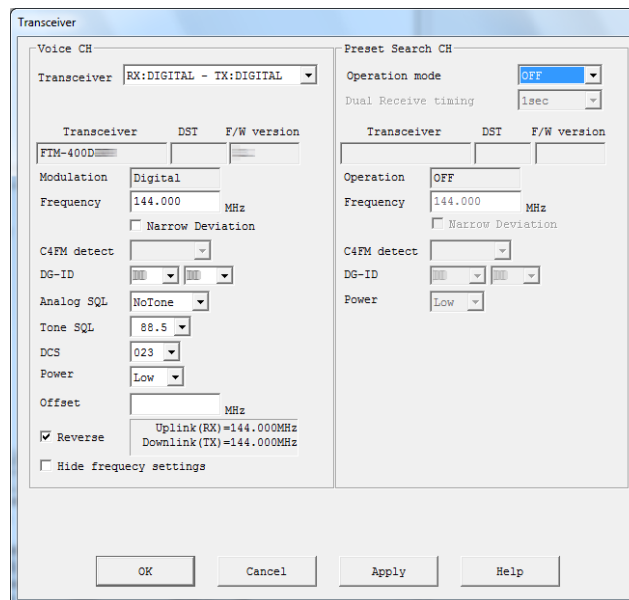 Transceiver
Voice CH
Transceiver RX:DIGITAL - TX:DIGITAL
Transceiver DST F/W version
FTM-400D
Modulation Digital
Frequency 144.000 MHz
Narrow Deviation
C4FM detect
DG-ID
Analog SQL NoTone
Tone SQL 88.5
DCS 023
Power Low
Offset MHz
Reverse Uplink(RX)=144.000MHz
Downlink(TX)=144.000MHz
Hide frequecy settings
Preset Search CH
Operation mode OFF
Dual Receive timing 1sec
Transceiver DST F/W version
Operation OFF
Frequency 144.000 MHz
Narrow Deviation
C4FM detect
DG-ID
Power Low
OK Cancel Apply Help